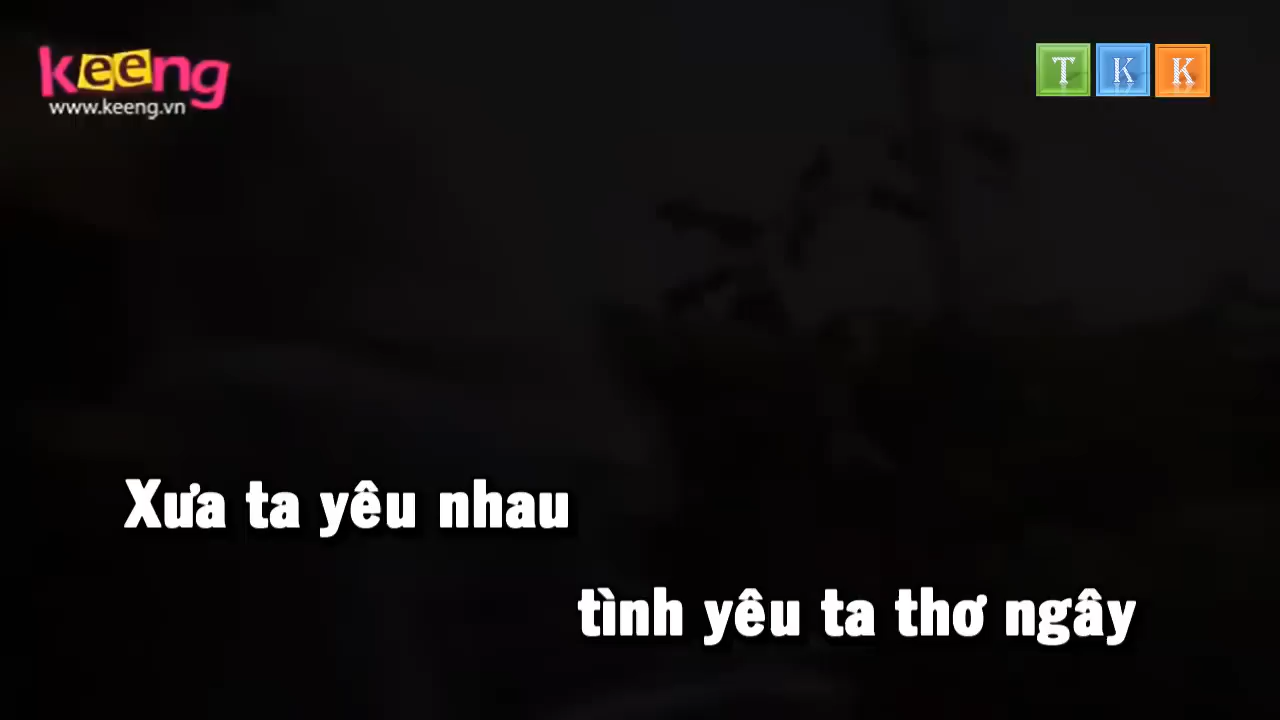 keeng
www.keeng.vn
T K K
Xưa ta yêu nhau
tình yêu ta thơ ngây